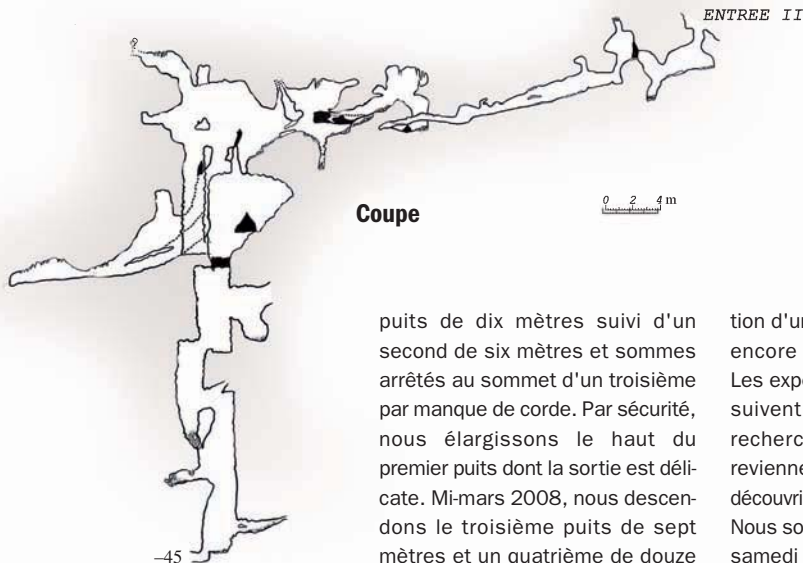 ENTREE II
?
Coupe
0 2 4 m
puits de dix mètres suivi d'un
second de six mètres et sommes
arrêtés au sommet d'un troisième
par manque de corde. Par sécurité,
nous élargissons le haut du
premier puits dont la sortie est déli-
cate. Mi-mars 2008, nous descen-
dons le troisième puits de sept
mètres et un quatrième de douze
-45
tion d'un
encore
Les expé
suivent
recherc
revienne
découvri
Nous so
samedi